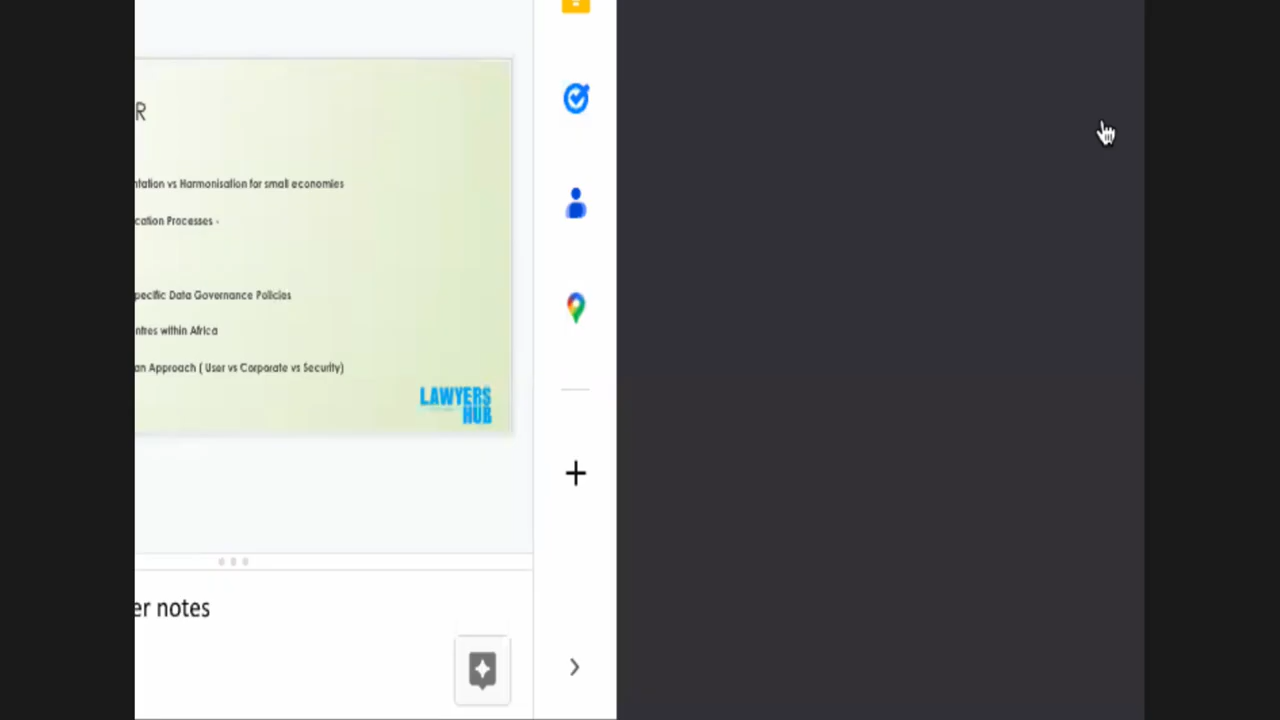 R
ntation vs Harmonisation for small economies
cation Processes -
pecific Data Governance Policies
ntres within Africa
an Approach ( User vs Corporate vs Security)
LAWYERS
HUB
er notes